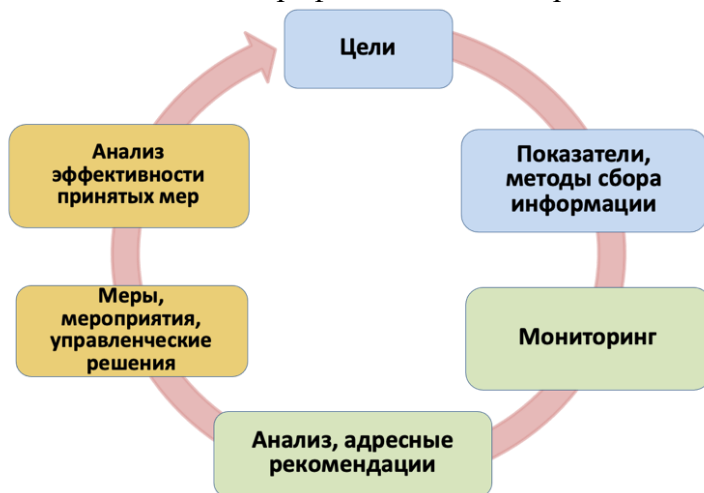 Цели
Показатели,
методы сбора
информации
Мониторинг
Анализ, адресные
рекомендации
Меры,
мероприятия,
управленческие
решения
Анализ
эффективности
принятых мер